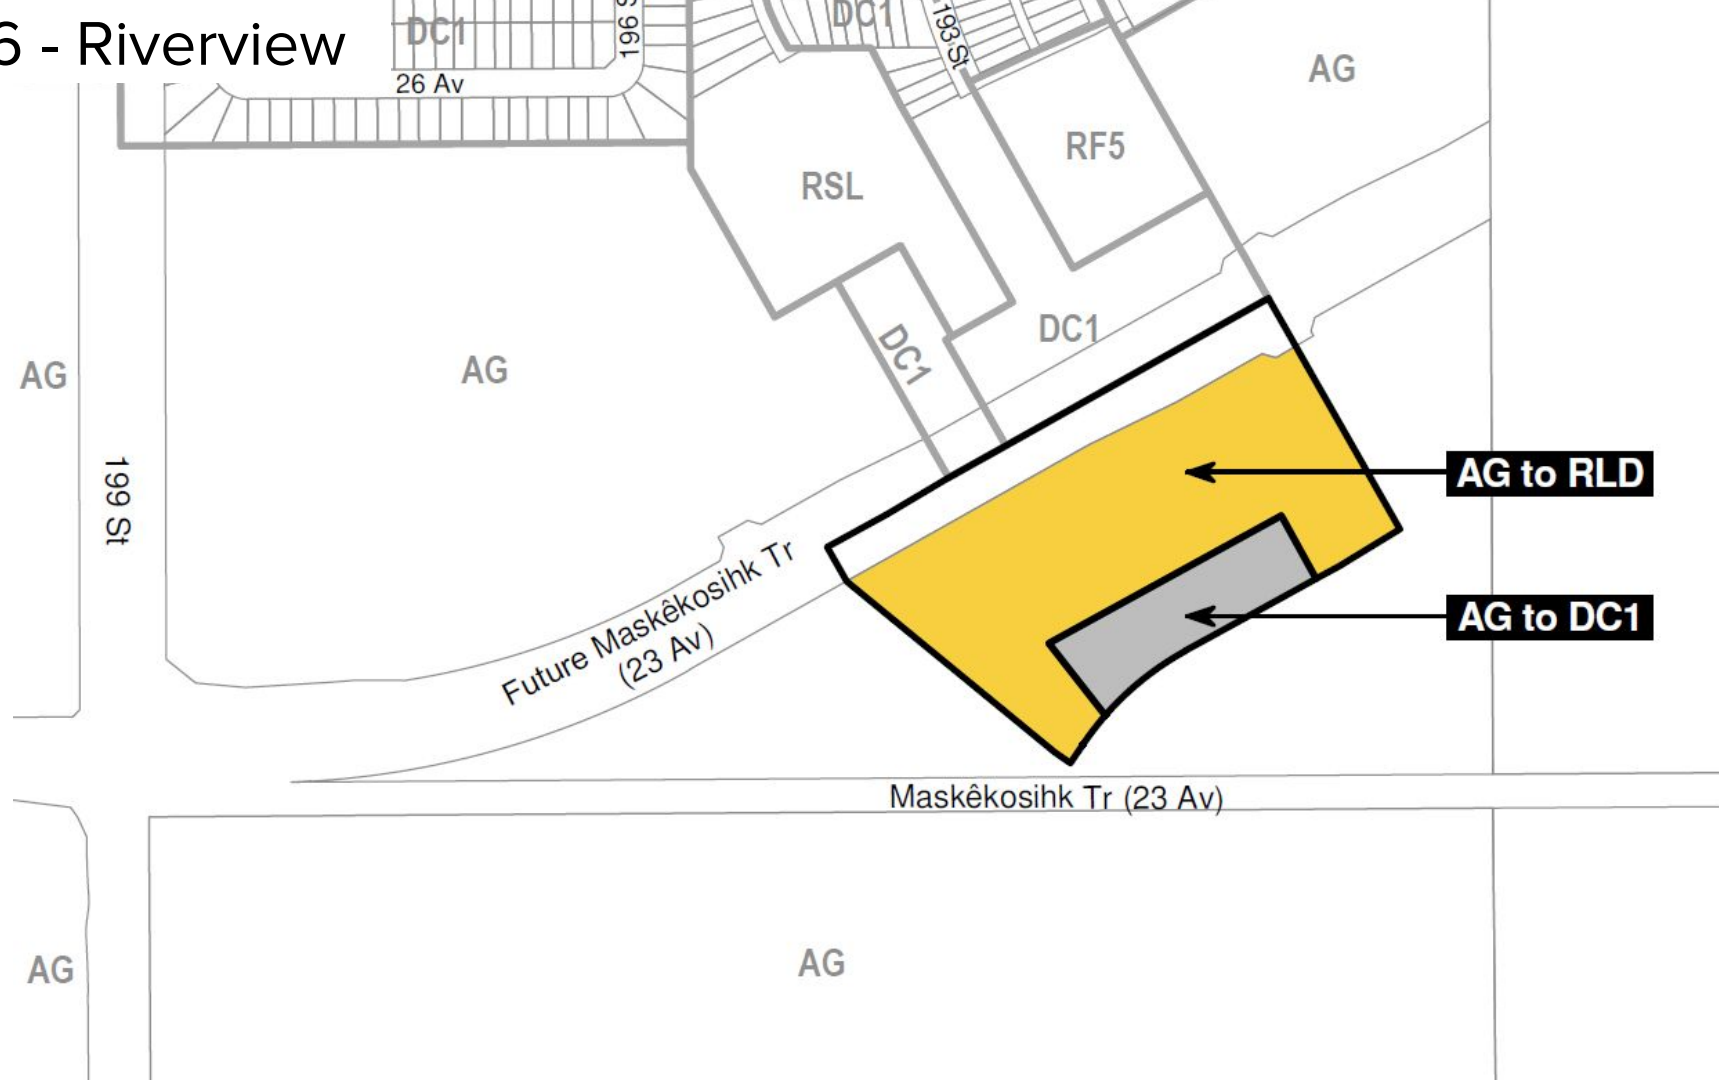 6 - Riverview
DC1
196 S
DC1
193 St
26 Av
AG
RF5
RSL
DC1
DC1
AG
AG
199 St
AG to RLD
Future Maskêkosihk Tr
(23 Av)
AG to DC1
Maskêkosihk Tr (23 Av)
AG
AG